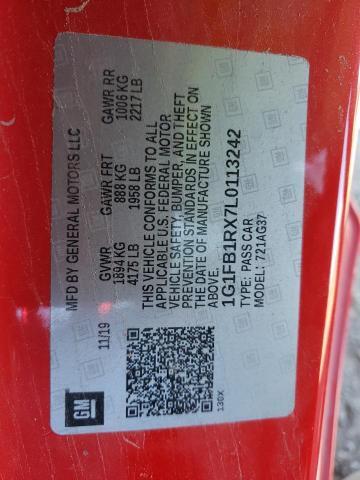 MFD BY GENERAL MOTORS LLC
11/19
GVWR GAWR FRT GAWR RR
1894 KG 888 KG 1006 KG
4175 LB 1958 LB 2217 LB
THIS VEHICLE CONFORMS TO ALL
APPLICABLE U.S. FEDERAL MOTOR
VEHICLE SAFETY, BUMPER, AND THEFT
PREVENTION STANDARDS IN EFFECT ON
THE DATE OF MANUFACTURE SHOWN
ABOVE.
1G1FB1RX7L0113242
TYPE: PASS CAR
MODEL: 721AG37
GM
130X